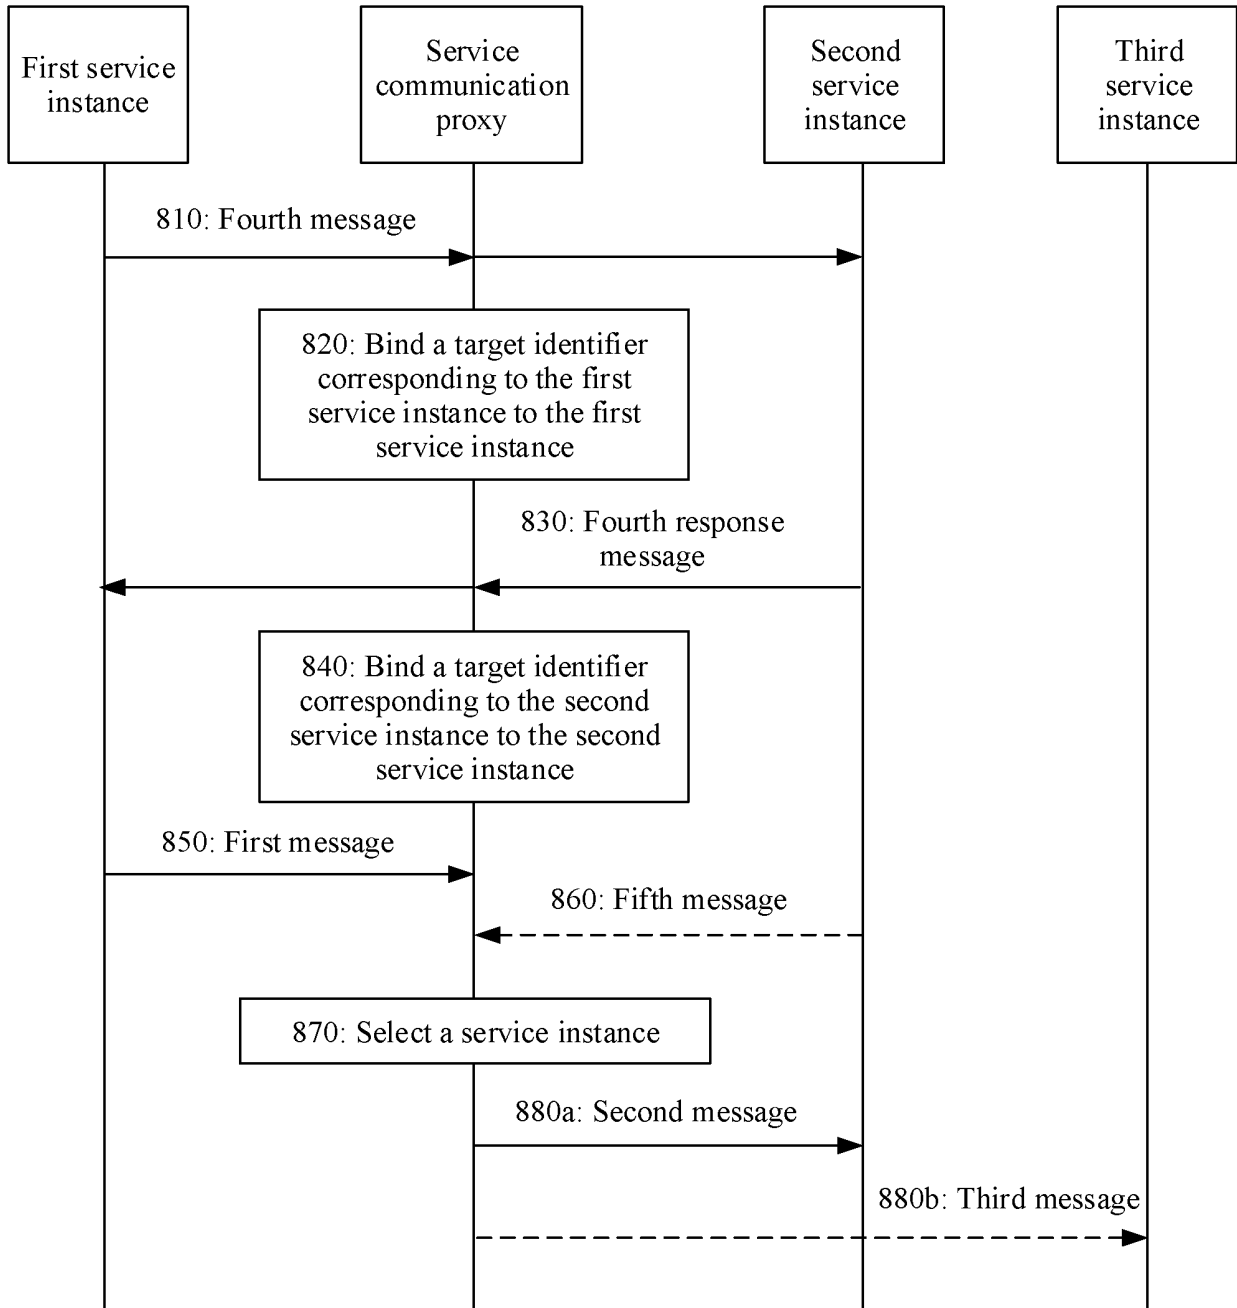 First service
instance
Service
communication
proxy
Second
service
instance
Third
service
instance
810: Fourth message
820: Bind a target identifier
corresponding to the first
service instance to the first
service instance
830: Fourth response
message
840: Bind a target identifier
corresponding to the second
service instance to the second
service instance
850: First message
860: Fifth message
870: Select a service instance
880a: Second message
880b: Third message